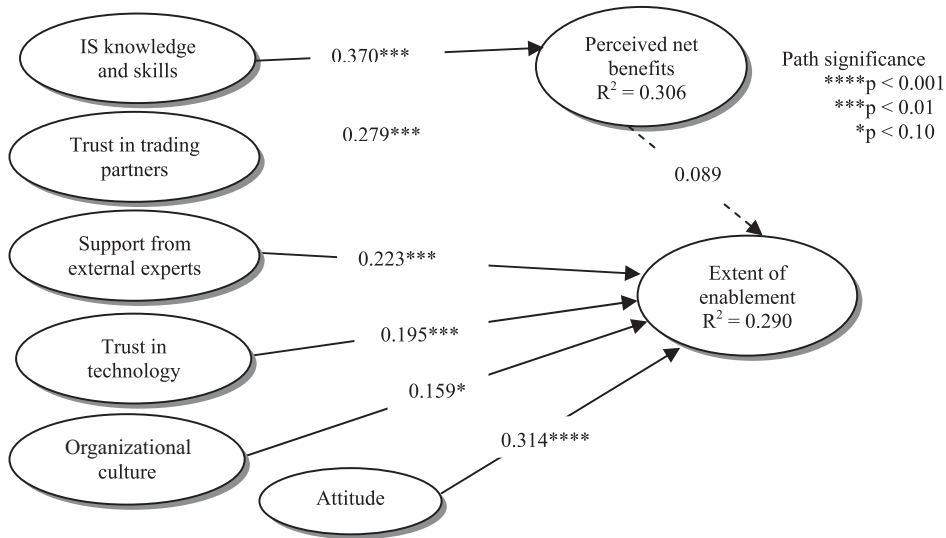 IS knowledge
and skills
0.370***
Perceived net
benefits
R² = 0.306
Path significance
****p < 0.001
***p < 0.01
*p < 0.10
Trust in trading
partners
0.279***
0.089
Support from
external experts
0.223***
Extent of
enablement
R² = 0.290
Trust in
technology
0.195***
0.159*
Organizational
culture
0.314****
Attitude